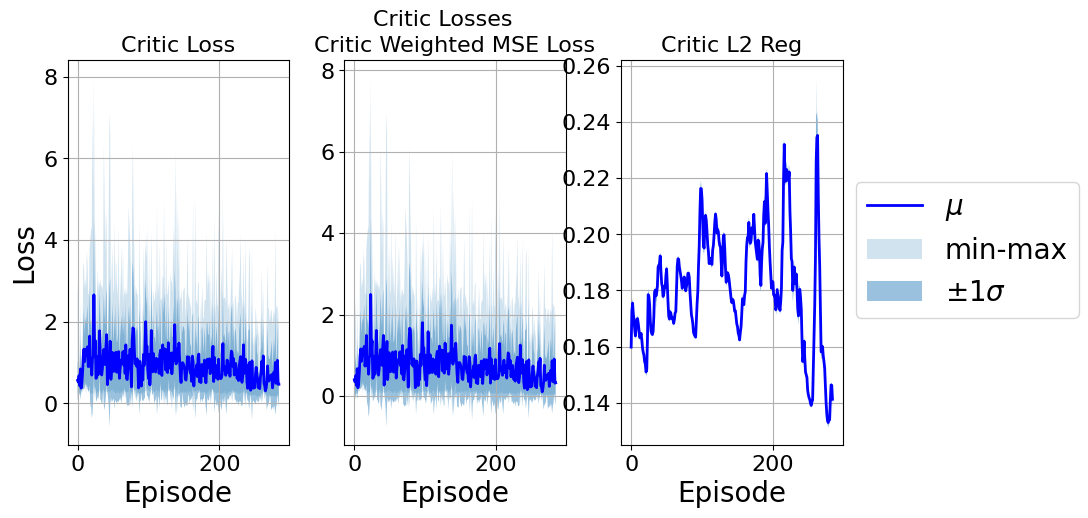 Critic Losses
Critic Loss
Critic Weighted MSE Loss
Critic L2 Reg
8
6
4
2
0
Loss
0
200
Episode
8
6
4
2
0
0
200
Episode
0.26
0.24
0.22
0.20
0.18
0.16
0.14
0
200
Episode
μ
min-max
±1σ